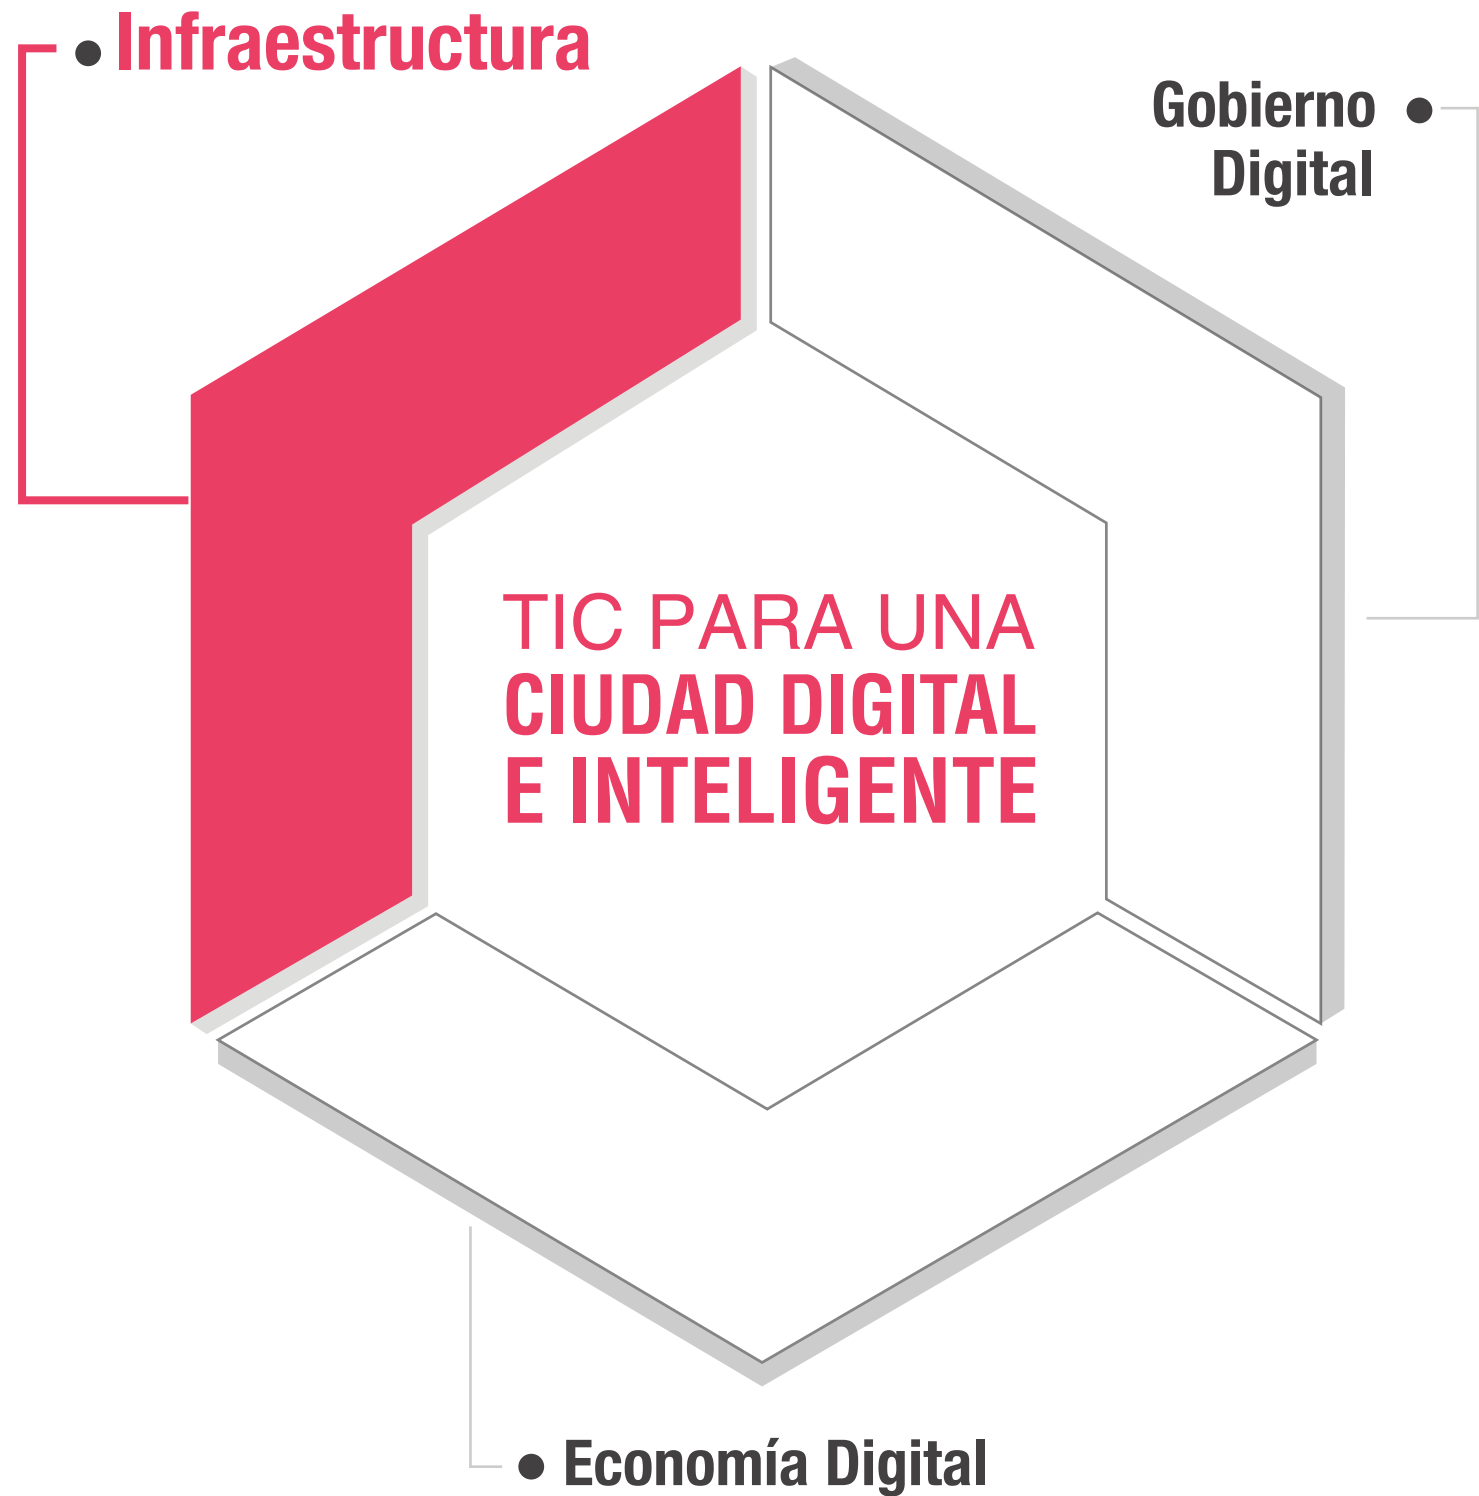 Infraestructura
Gobierno
Digital
TIC PARA UNA
CIUDAD DIGITAL
E INTELIGENTE
Economía Digital